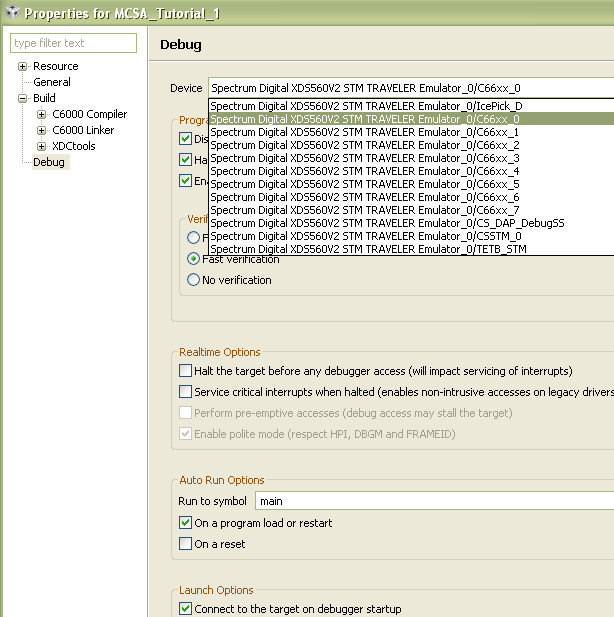 Properties for MCSA_Tutorial_1
type filter text
Resource
General
Build
C6000 Compiler
C6000 Linker
XDCtools
Debug
Debug
Device Spectrum Digital XDS560V2 STM TRAVELER Emulator_0/C66xx_0
Spectrum Digital XDS560V2 STM TRAVELER Emulator_0/IcePick_D
Spectrum Digital XDS560V2 STM TRAVELER Emulator_0/C66xx_0
Spectrum Digital XDS560V2 STM TRAVELER Emulator_0/C66xx_1
Spectrum Digital XDS560V2 STM TRAVELER Emulator_0/C66xx_2
Spectrum Digital XDS560V2 STM TRAVELER Emulator_0/C66xx_3
Spectrum Digital XDS560V2 STM TRAVELER Emulator_0/C66xx_4
Spectrum Digital XDS560V2 STM TRAVELER Emulator_0/C66xx_5
Spectrum Digital XDS560V2 STM TRAVELER Emulator_0/C66xx_6
Spectrum Digital XDS560V2 STM TRAVELER Emulator_0/C66xx_7
Spectrum Digital XDS560V2 STM TRAVELER Emulator_0/CS_DAP_DebugSS
Spectrum Digital XDS560V2 STM TRAVELER Emulator_0/CSSTM_0
Spectrum Digital XDS560V2 STM TRAVELER Emulator_0/TETB_STM
Fast verification
No verification
Realtime Options
Halt the target before any debugger access (will impact servicing of interrupts)
Service critical interrupts when halted (enables non-intrusive accesses on legacy drivers
Perform pre-emptive accesses (debug access may stall the target)
Enable polite mode (respect HPI, DBGM and FRAMEID)
Auto Run Options
Run to symbol main
On a program load or restart
On a reset
Launch Options
Connect to the target on debugger startup